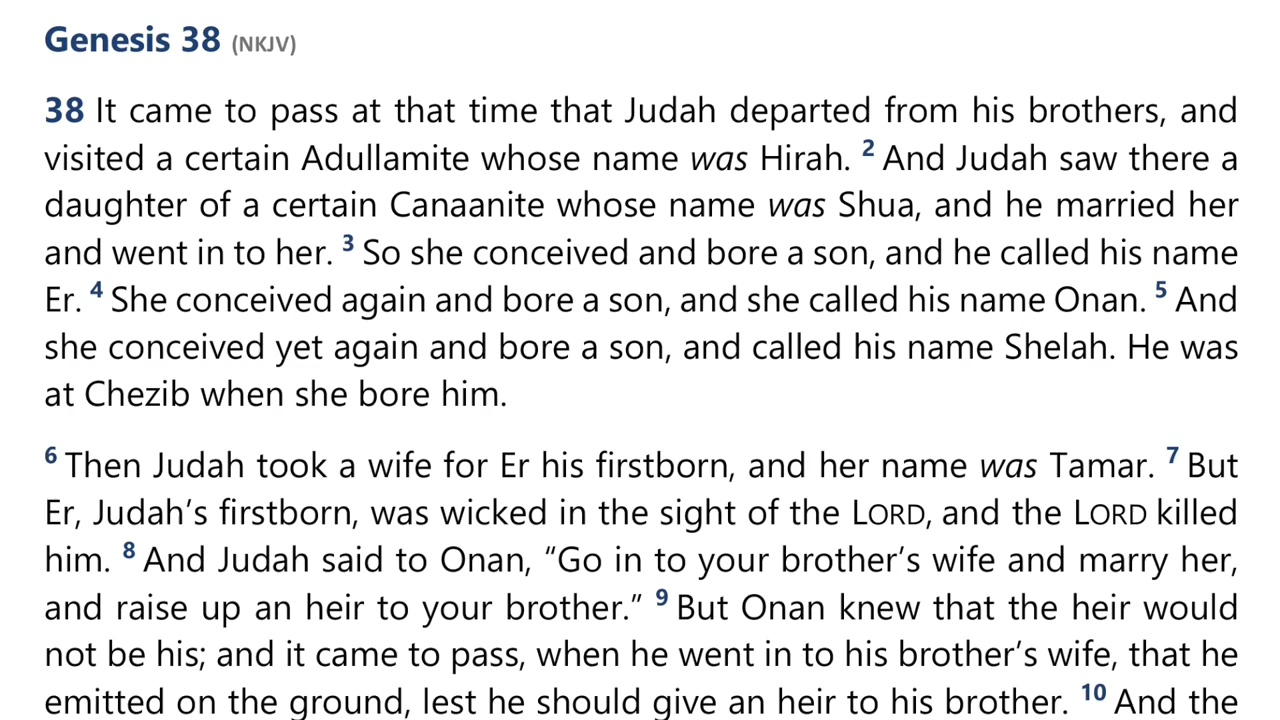 Genesis 38 (NKJV)
38 It came to pass at that time that Judah departed from his brothers, and
visited a certain Adullamite whose name was Hirah. 2 And Judah saw there a
daughter of a certain Canaanite whose name was Shua, and he married her
and went in to her. 3 So she conceived and bore a son, and he called his name
Er. 4 She conceived again and bore a son, and she called his name Onan. 5 And
she conceived yet again and bore a son, and called his name Shelah. He was
at Chezib when she bore him.
6 Then Judah took a wife for Er his firstborn, and her name was Tamar. 7 But
Er, Judah’s firstborn, was wicked in the sight of the LORD, and the LORD killed
him. 8 And Judah said to Onan, “Go in to your brother’s wife and marry her,
and raise up an heir to your brother.” 9 But Onan knew that the heir would
not be his; and it came to pass, when he went in to his brother’s wife, that he
emitted on the ground, lest he should give an heir to his brother. 10 And the